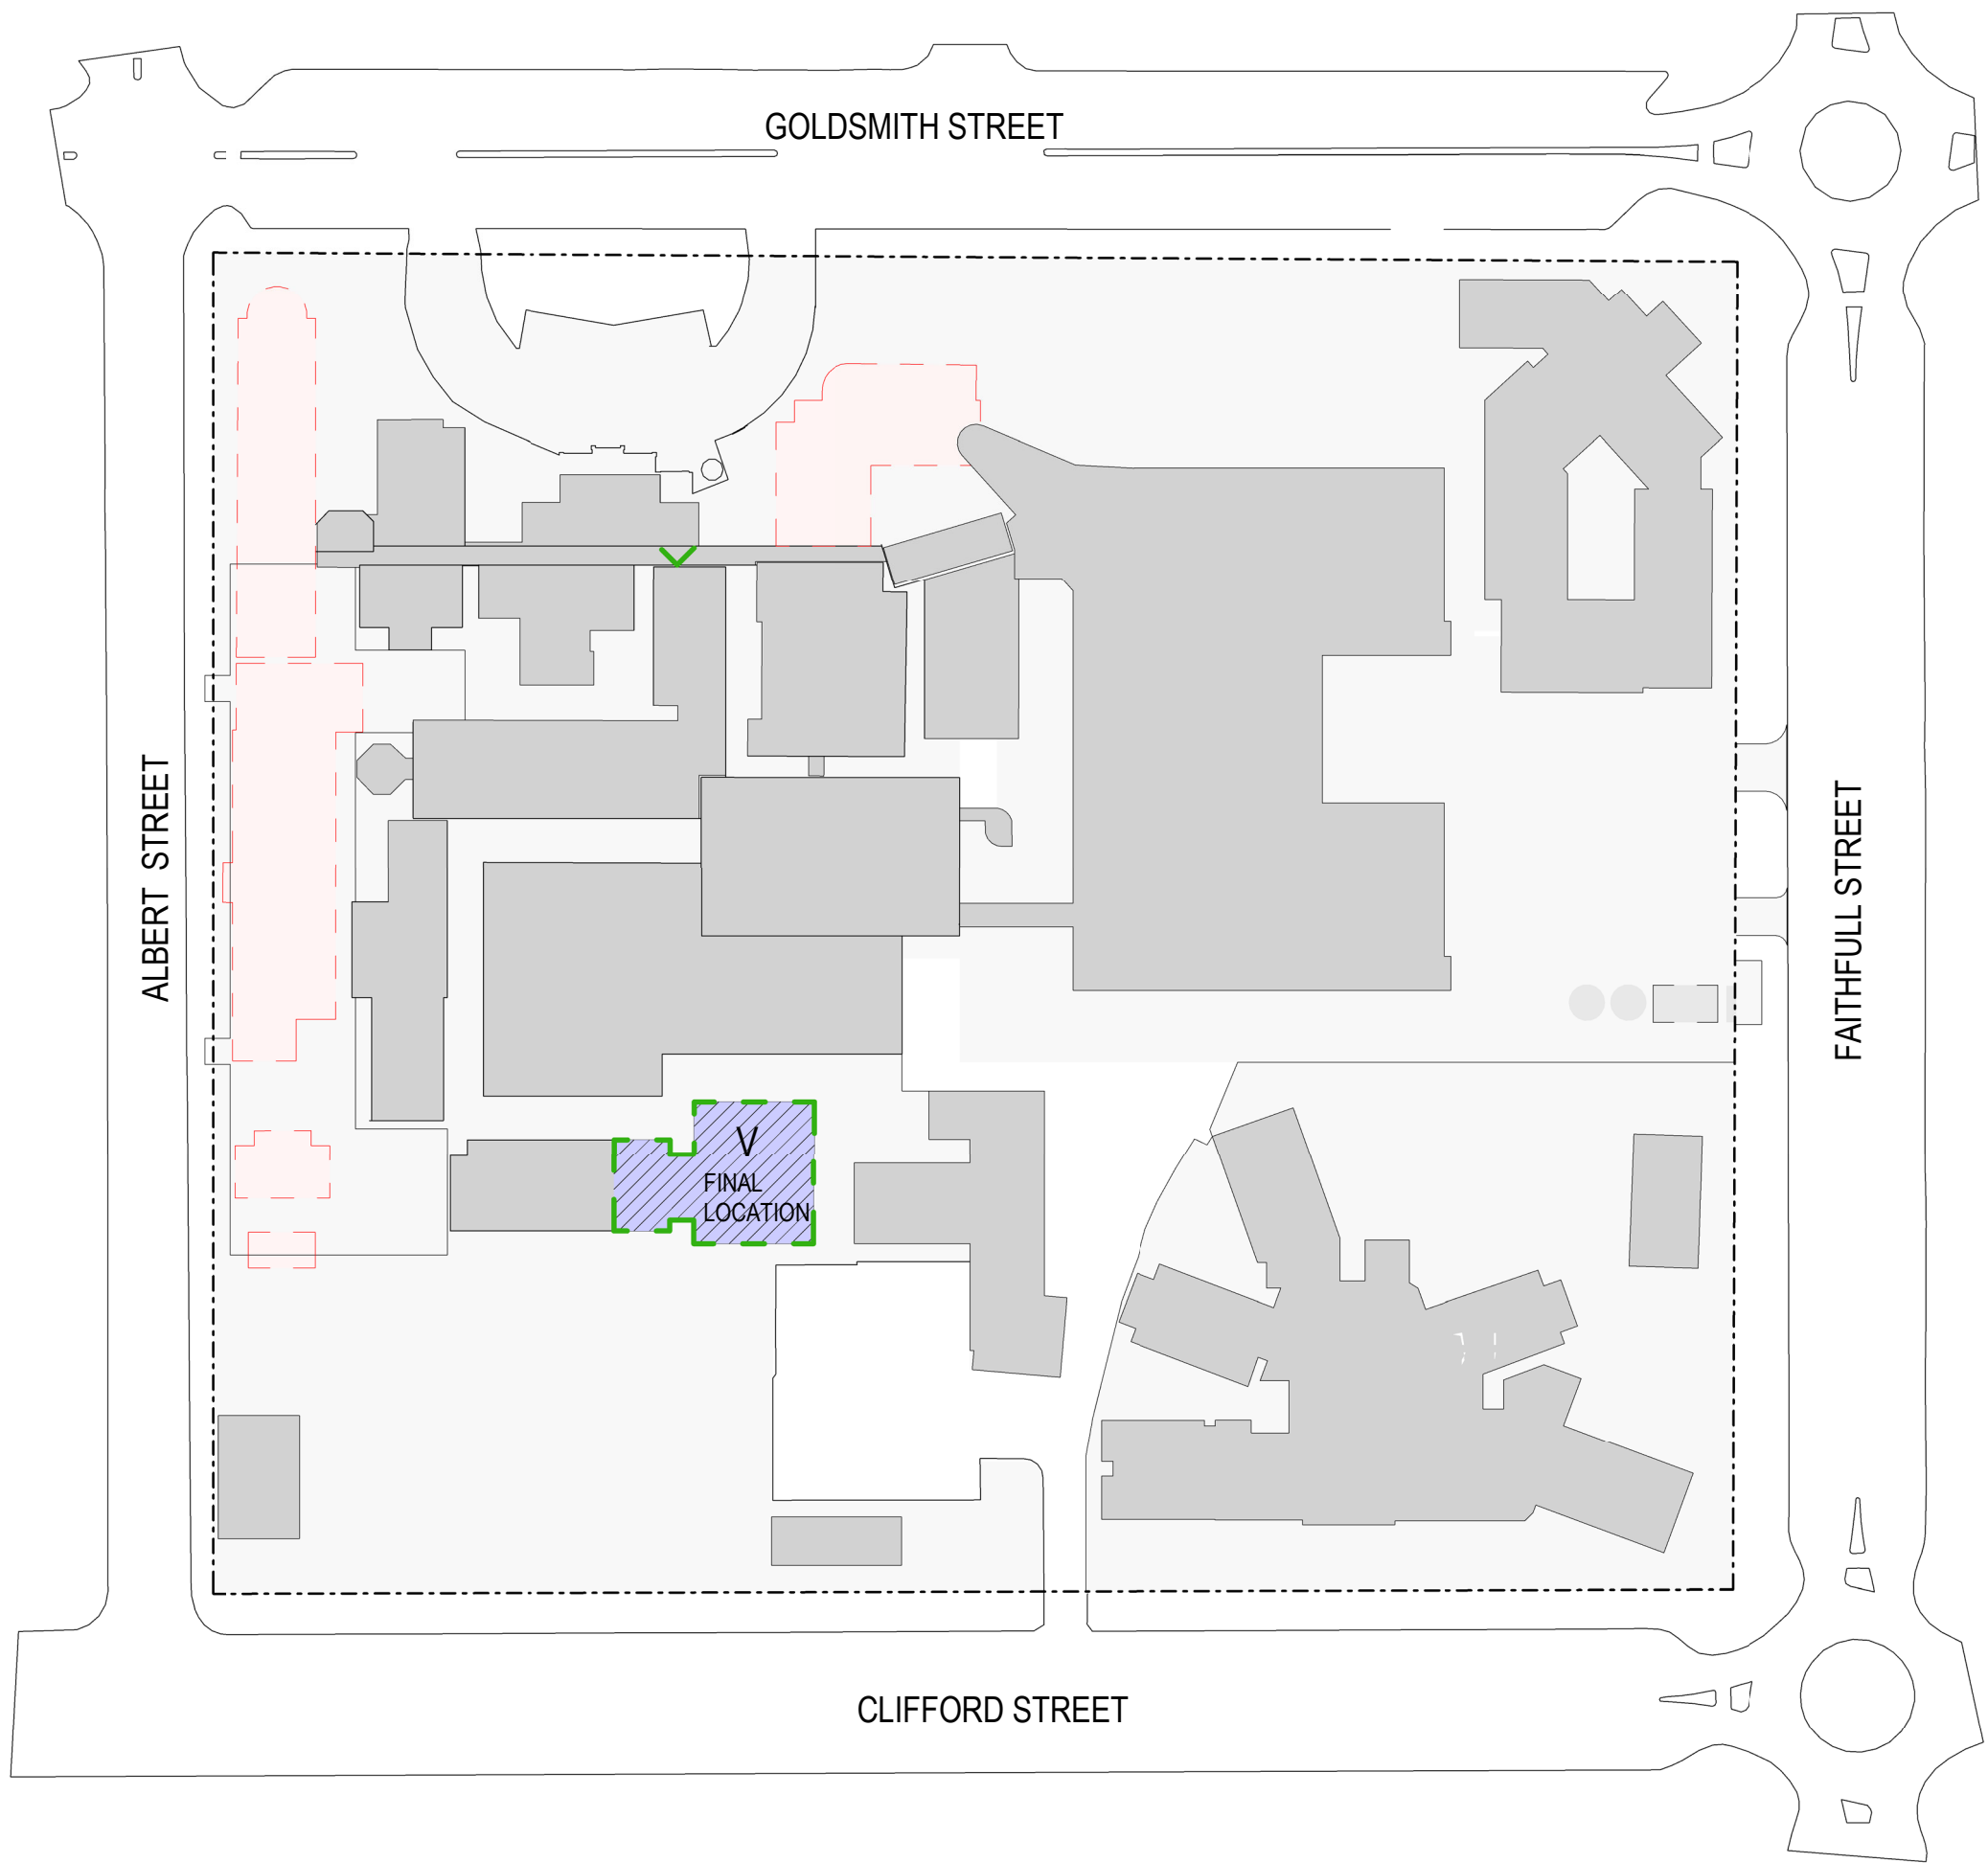 GOLDSMITH STREET
ALBERT STREET
FAITHFULL STREET
V
FINAL
LOCATION
CLIFFORD STREET